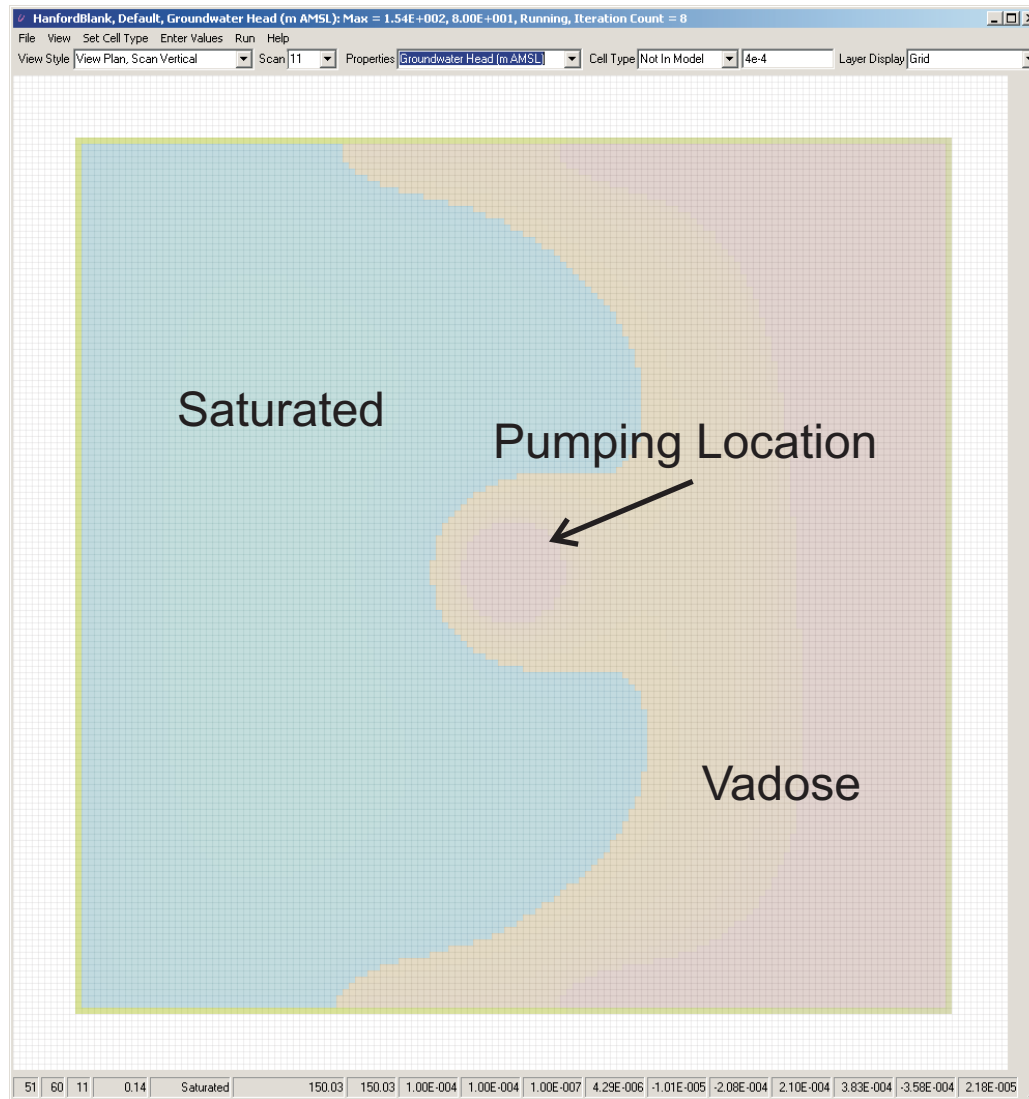 HanfordBlank, Default, Groundwater Head (m AMSL): Max = 1.54E+002, 8.00E+001, Running, Iteration Count = 8
File View Set Cell Type Enter Values Run Help
View Style View Plan, Scan Vertical Scan 11 Properties Groundwater Head (m AMSL) Cell Type Not In Model 4e-4 Layer Display Grid
Saturated
Pumping Location
Vadose
51 60 11 0.14 Saturated 150.03 150.03 1.00E-004 1.00E-004 1.00E-007 4.29E-006 -1.01E-005 -2.08E-004 2.10E-004 3.83E-004 -3.58E-004 2.18E-005